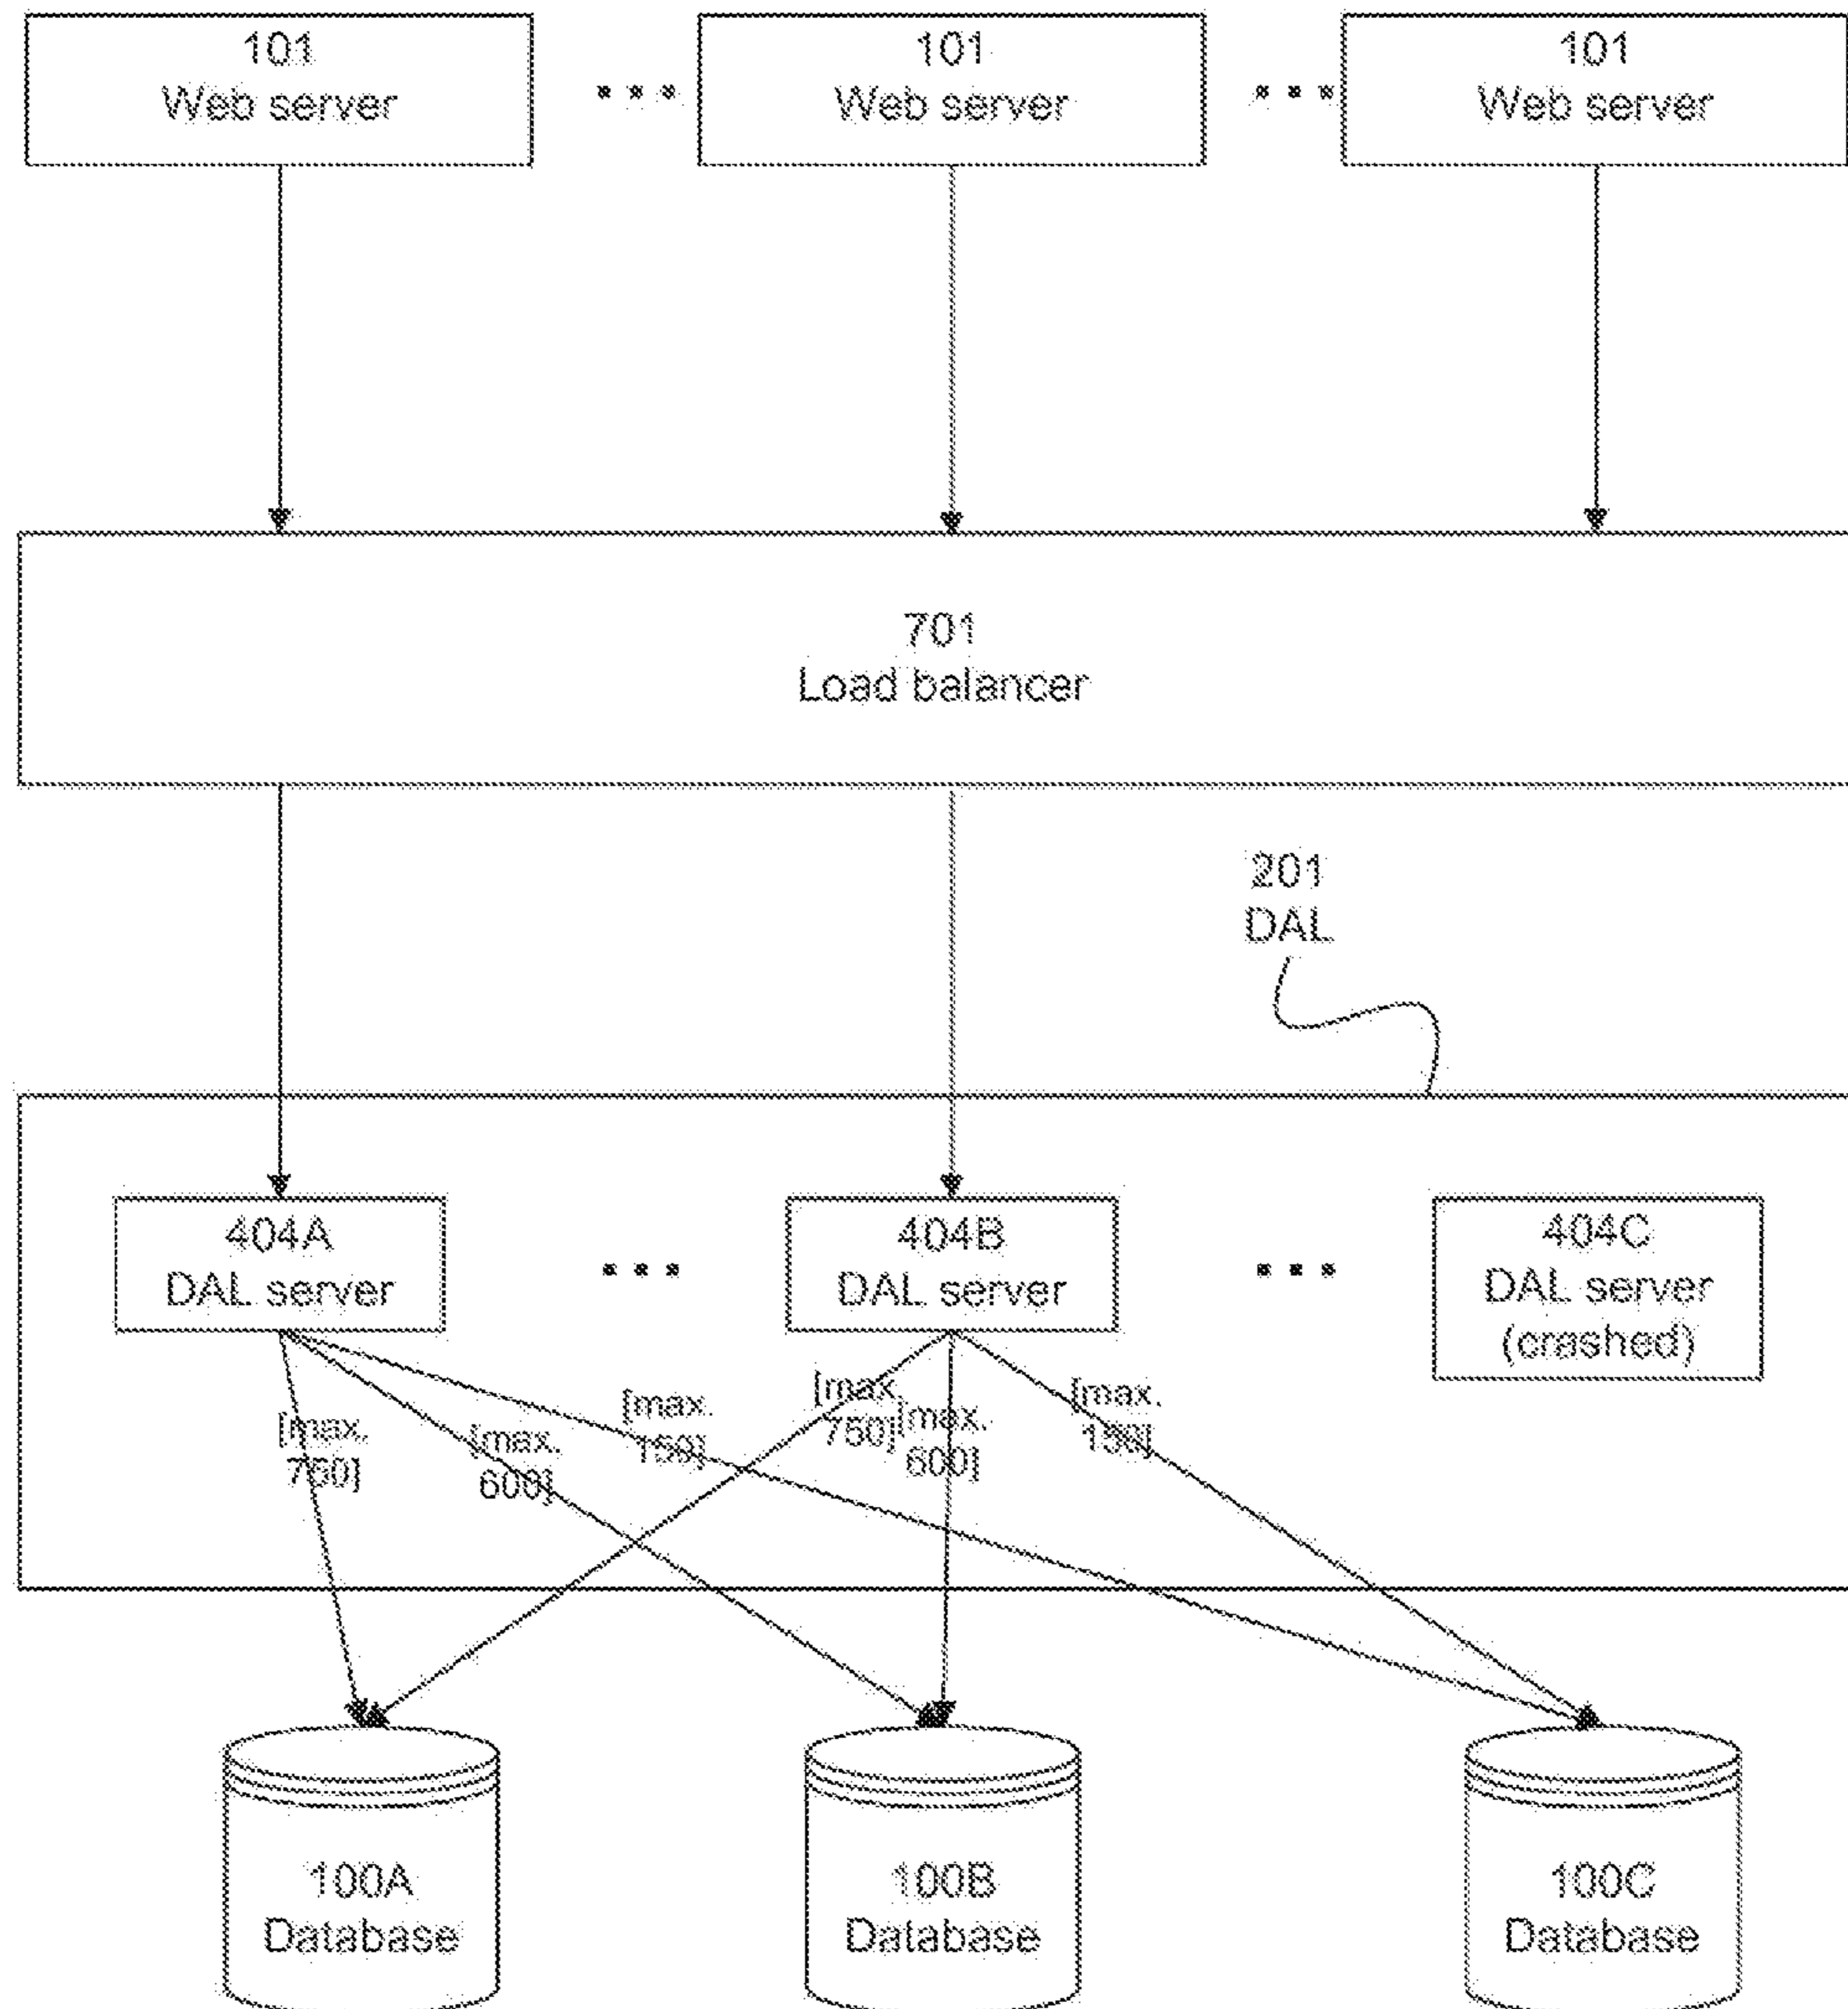 101
Web server
...
101
Web server
...
101
Web server
701
Load balancer
201
DAL
404A
DAL server
...
404B
DAL server
...
404C
DAL server
(crashed)
[max.
750]
[max.
600]
[max.
150]
[max.
750]
[max.
600]
[max.
150]
100A
Database
100B
Database
100C
Database